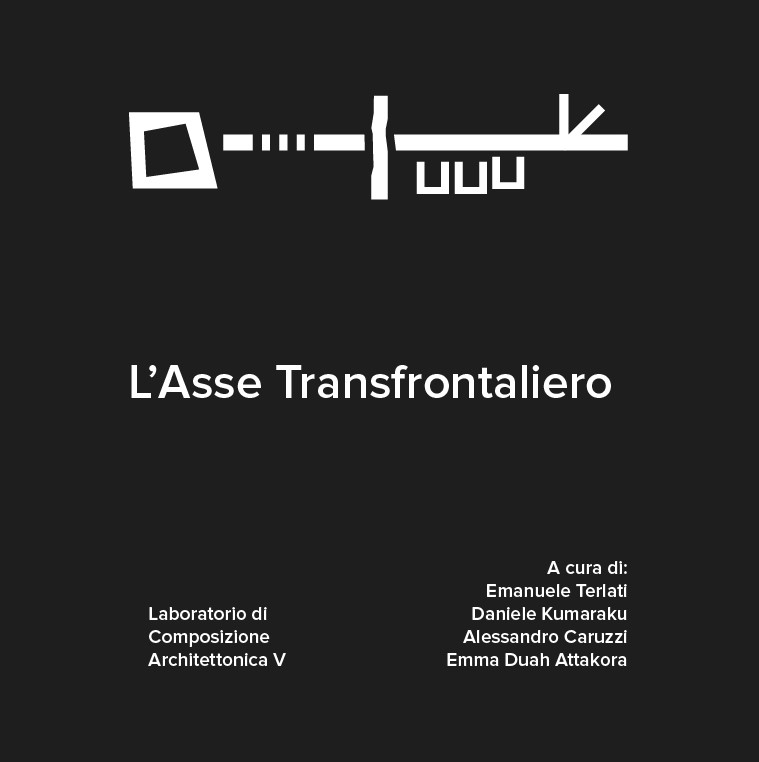 L’Asse Transfrontaliero
Laboratorio di
Composizione
Architettonica V
A cura di:
Emanuele Terlati
Daniele Kumaraku
Alessandro Caruzzi
Emma Duah Attakora